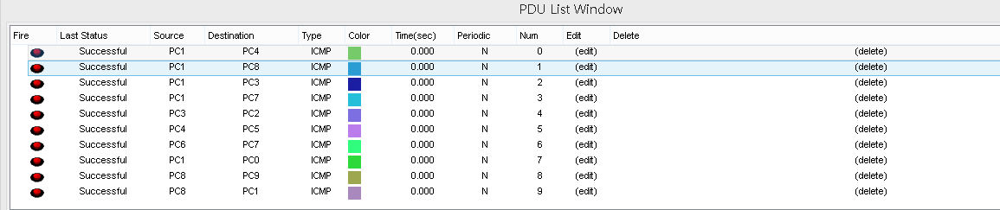 PDU List Window
Fire Last Status Source Destination Type Color Time(sec) Periodic Num Edit Delete
Successful PC1 PC4 ICMP 0.000 N 0 (edit) (delete)
Successful PC1 PC8 ICMP 0.000 N 1 (edit) (delete)
Successful PC1 PC3 ICMP 0.000 N 2 (edit) (delete)
Successful PC1 PC7 ICMP 0.000 N 3 (edit) (delete)
Successful PC3 PC2 ICMP 0.000 N 4 (edit) (delete)
Successful PC4 PC5 ICMP 0.000 N 5 (edit) (delete)
Successful PC6 PC7 ICMP 0.000 N 6 (edit) (delete)
Successful PC1 PC0 ICMP 0.000 N 7 (edit) (delete)
Successful PC8 PC9 ICMP 0.000 N 8 (edit) (delete)
Successful PC8 PC1 ICMP 0.000 N 9 (edit) (delete)